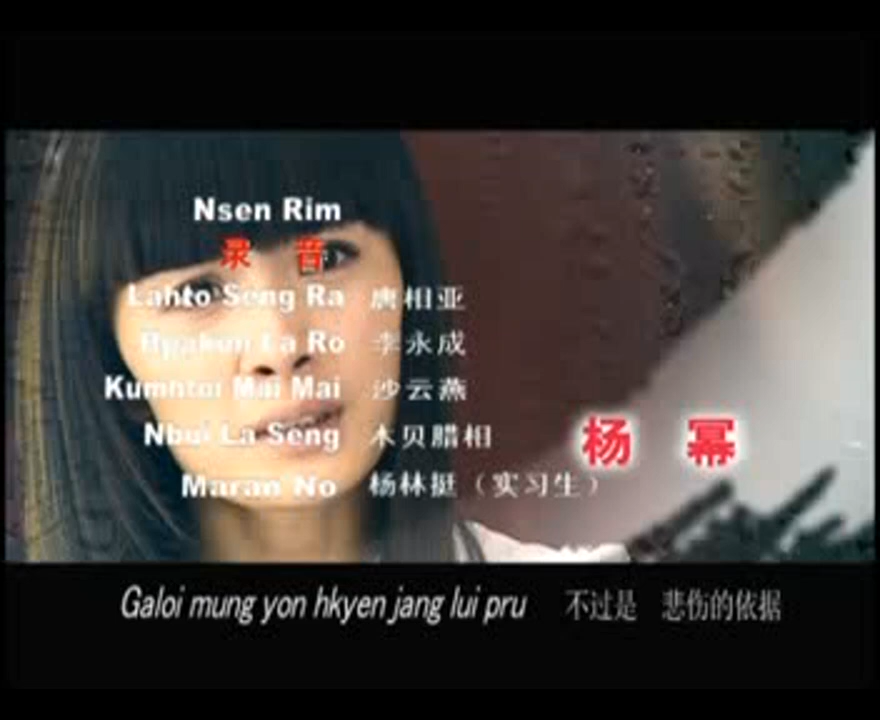 Nsen Rim
录 音
Lahto Seng Ra 唐相亚
La Ro 李永成
Kumhtoi Mai Mai 沙云燕
Nbui La Seng 木贝腊相
Maran No 杨林挺（实习生）
杨 幂
Galoi mung yon hkyen jang lui pru 不过是 悲伤的依据